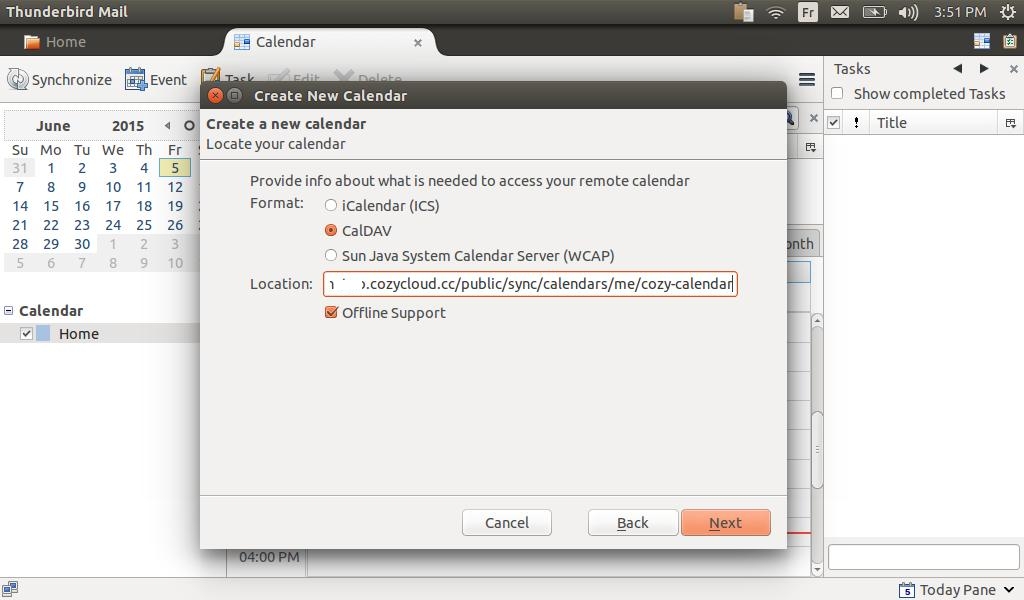 Thunderbird Mail
Fr
3:51 PM
Home
Calendar
Synchronize
Event
Task
Edit
Delete
Tasks
Show completed Tasks
Title
June 2015
Su Mo Tu We Th Fr
31 1 2 3 4 5
7 8 9 10 11 12
14 15 16 17 18 19
21 22 23 24 25 26
28 29 30 1 2 3
5 6 7 8 9 10
Calendar
Home
Create New Calendar
Create a new calendar
Locate your calendar
Provide info about what is needed to access your remote calendar
Format:
iCalendar (ICS)
CalDAV
Sun Java System Calendar Server (WCAP)
Location:
.cozycloud.cc/public/sync/calendars/me/cozy-calendar
Offline Support
Cancel
Back
Next
onth
04:00 PM
5
Today Pane